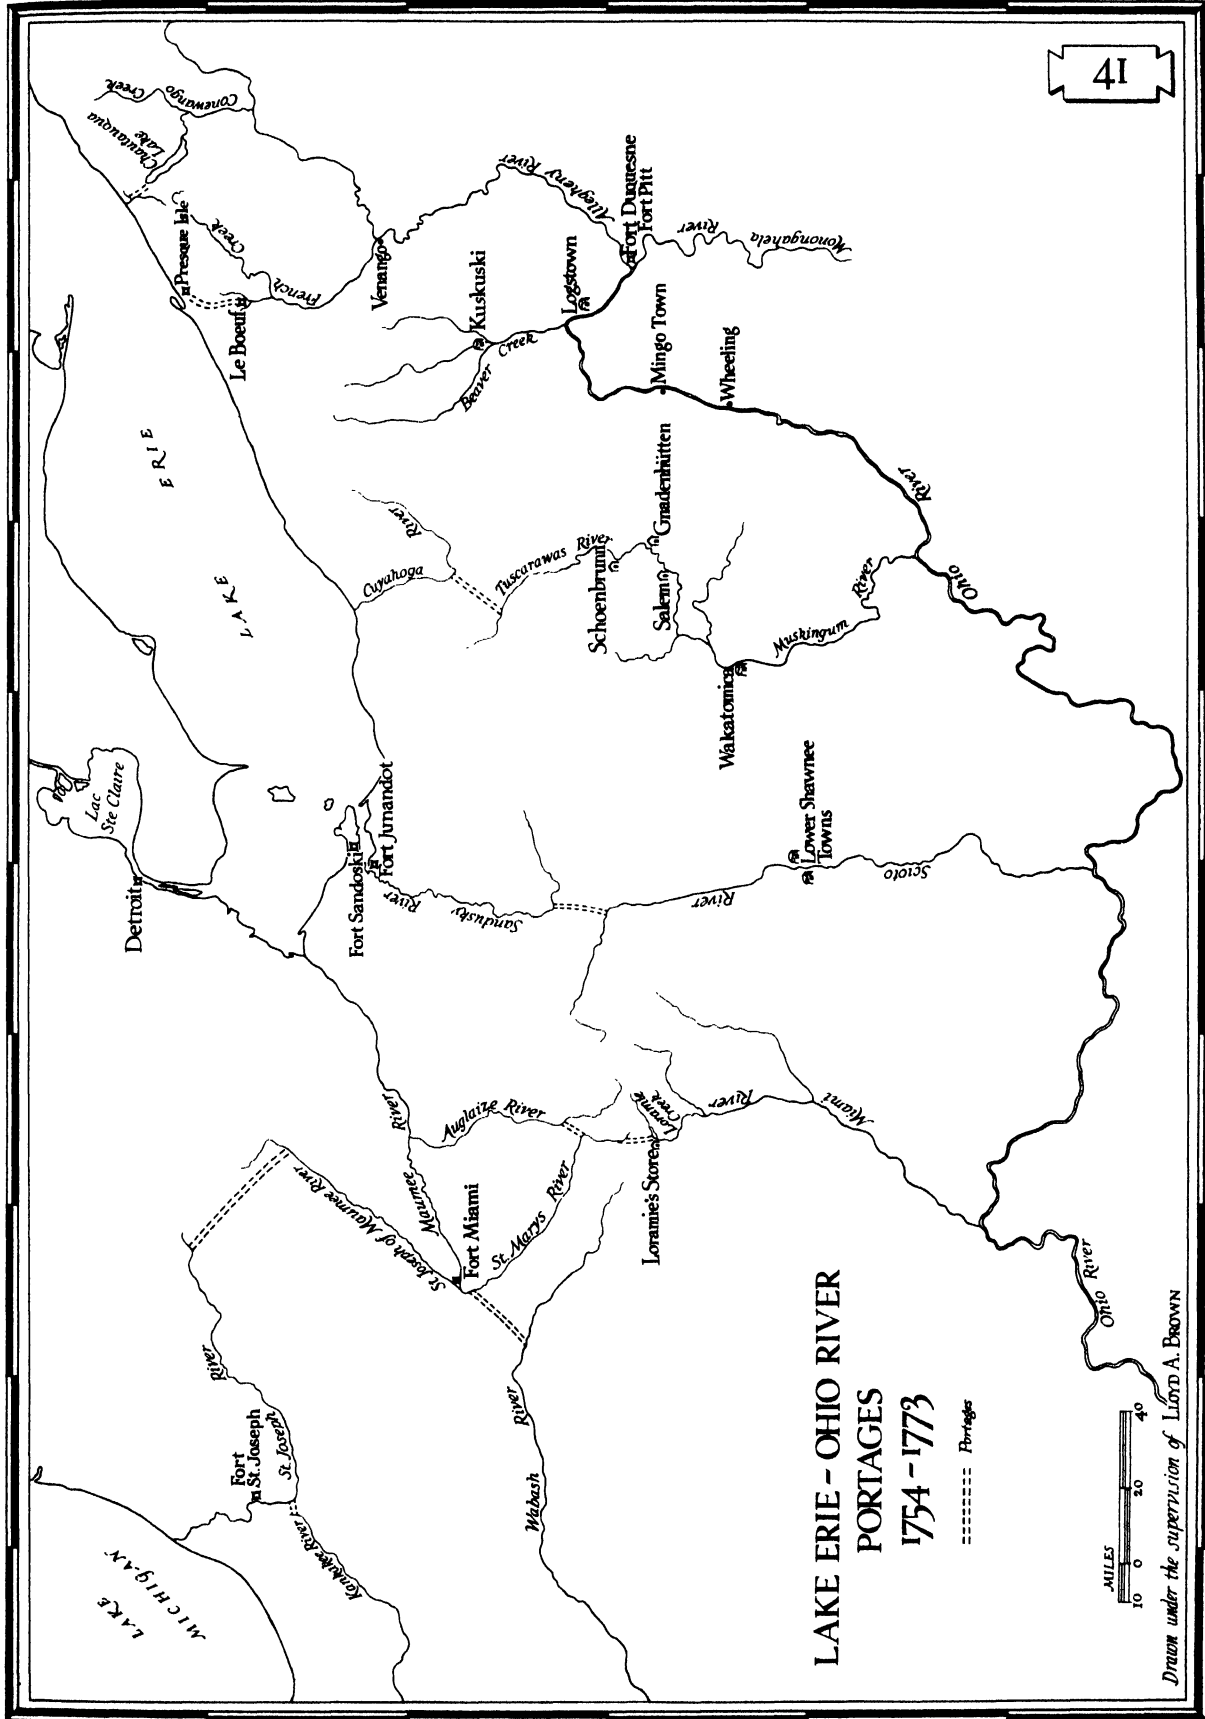 41
LAKE
MICHIGAN
Fort
St. Joseph
St. Joseph
River
Kankikee River
Detroit
Lac
Ste Claire
LAKE
ERIE
Presque Isle
Le Boeuf
French
Creek
Chautauqua
Lake
Conewango
Creek
Venango
Allegheny River
Fort Duquesne
Fort Pitt
Monongahela
River
Logstown
Kuskuski
Beaver
Creek
Mingo Town
Wheeling
Cuyahoga
River
Tuscarawas River
Schoenbrunn
Gnadenhütten
Salem
Wakatomica
Muskingum
River
Ohio
River
Fort Sandoski
Fort Junandot
Sandusky
River
Lower Shawnee
Towns
Scioto
River
St Joseph of Maumee River
Maumee
River
Auglaize River
Fort Miami
St. Marys
River
Loramie's Store
Loramie
Creek
Miami
River
Wabash
River
Ohio River
LAKE ERIE – OHIO RIVER
PORTAGES
1754–1773
Portages
MILES
10 0 20 40
Drawn under the supervision of LLOYD A. BROWN